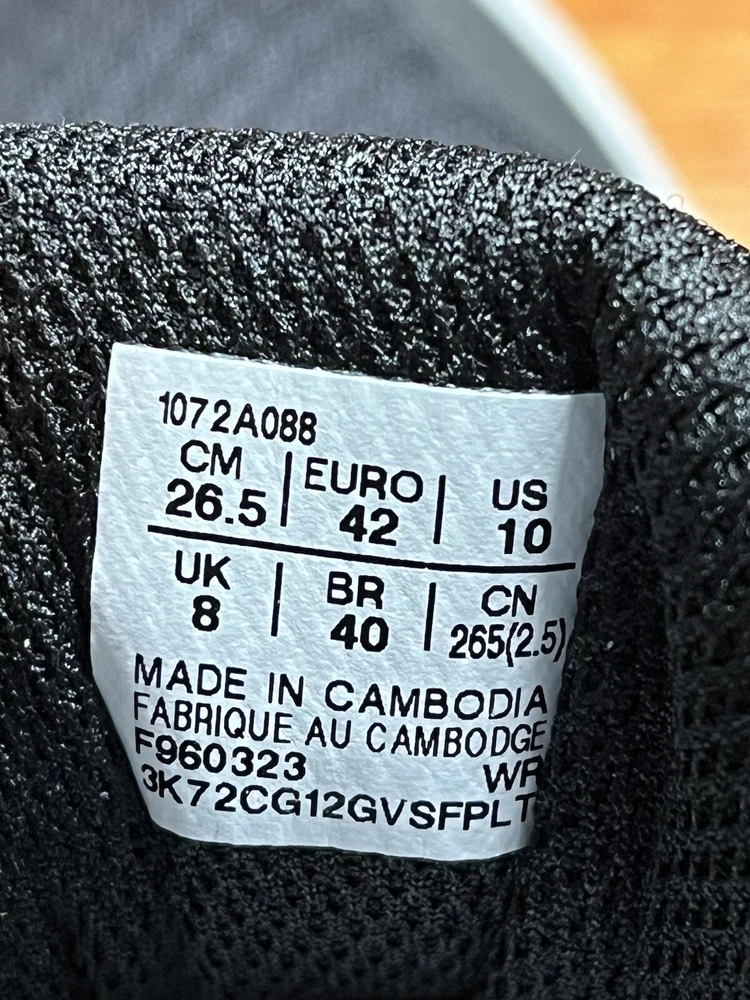 1072A088
CM | EURO | US
26.5 | 42 | 10
UK | BR | CN
8 | 40 | 265(2.5)
MADE IN CAMBODIA
FABRIQUE AU CAMBODGE
F960323 WR
3K72CG12GVSFPLT